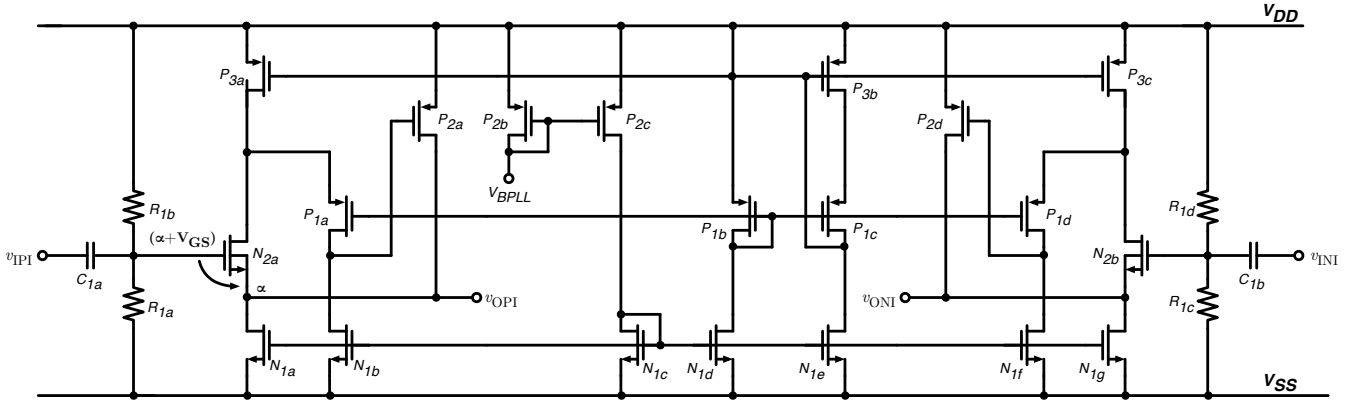 V_DD
P_3a
P_2a
P_2b
P_2c
P_3b
P_2d
P_3c
V_BPLL
R_1b
P_1a
P_1b
P_1c
P_1d
R_1d
(α+V_GS)
v_IPI
C_1a
N_2a
N_2b
C_1b
v_INI
α
R_1a
v_OPI
v_ONI
R_1c
N_1a
N_1b
N_1c
N_1d
N_1e
N_1f
N_1g
V_SS